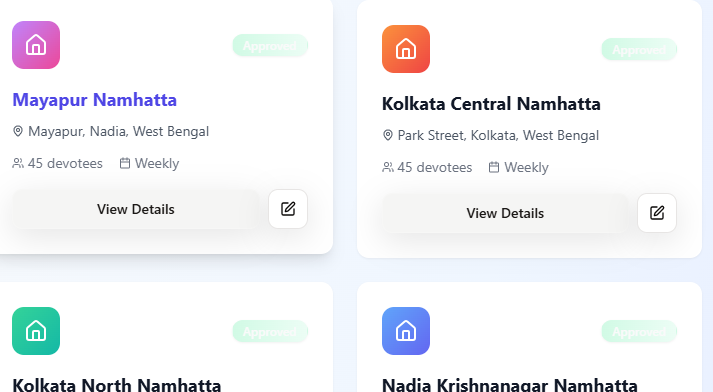 Approved
Mayapur Namhatta
Mayapur, Nadia, West Bengal
45 devotees Weekly
View Details
Approved
Kolkata Central Namhatta
Park Street, Kolkata, West Bengal
45 devotees Weekly
View Details
Approved
Kolkata North Namhatta
Approved
Nadia Krishnanagar Namhatta